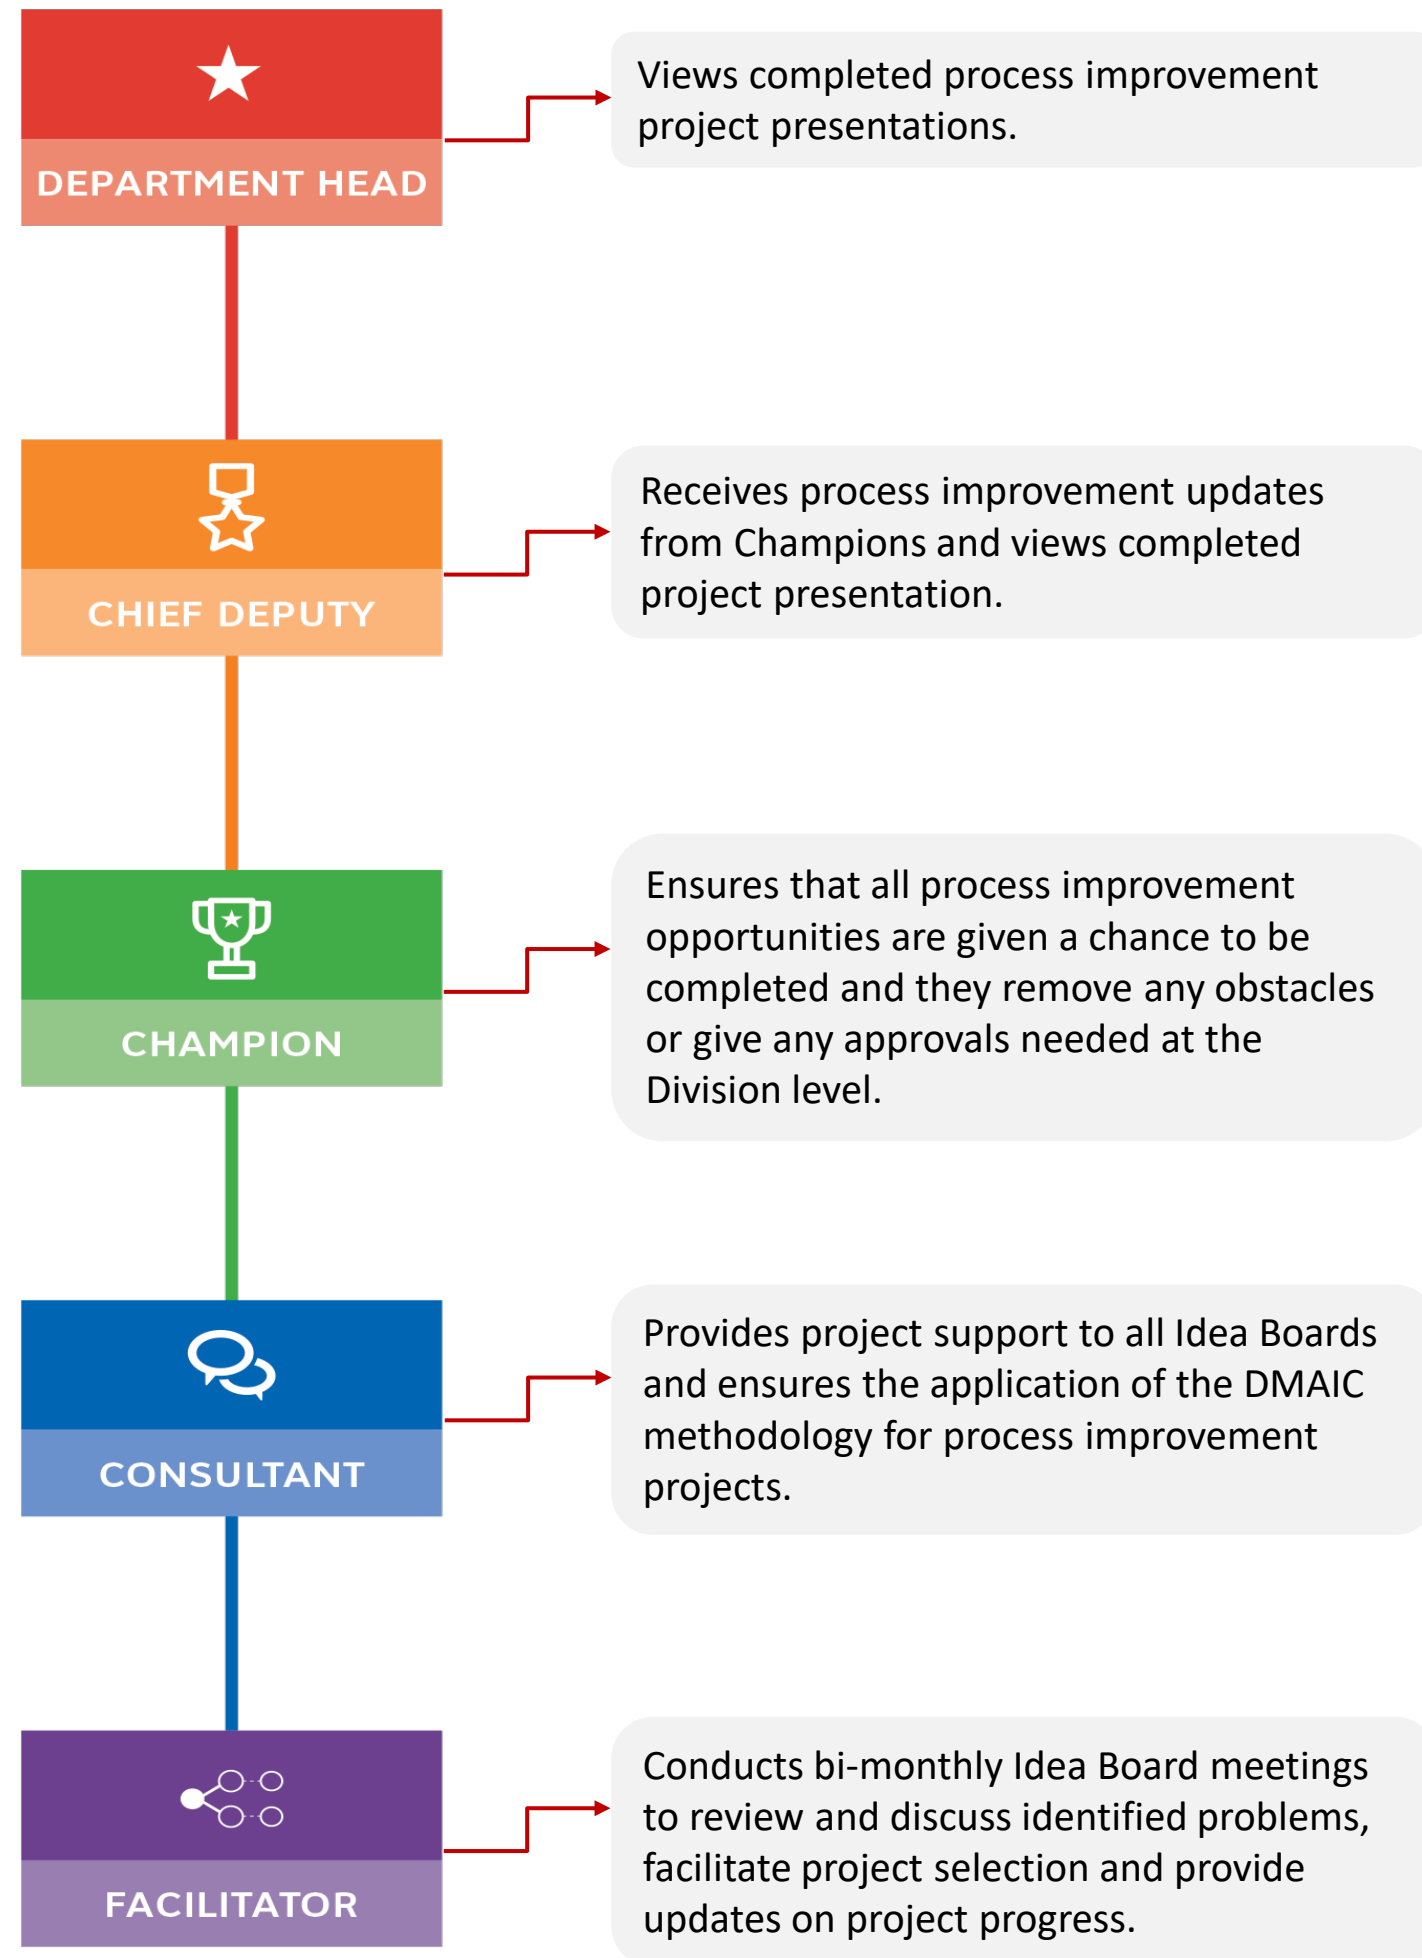 DEPARTMENT HEAD
Views completed process improvement
project presentations.
CHIEF DEPUTY
Receives process improvement updates
from Champions and views completed
project presentation.
CHAMPION
Ensures that all process improvement
opportunities are given a chance to be
completed and they remove any obstacles
or give any approvals needed at the
Division level.
CONSULTANT
Provides project support to all Idea Boards
and ensures the application of the DMAIC
methodology for process improvement
projects.
FACILITATOR
Conducts bi-monthly Idea Board meetings
to review and discuss identified problems,
facilitate project selection and provide
updates on project progress.